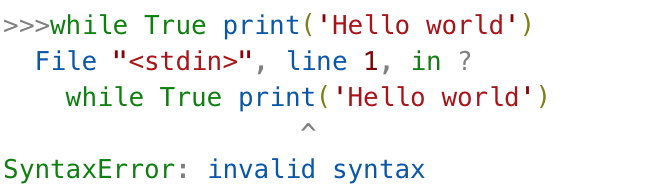 >>>while True print('Hello world')
  File "<stdin>", line 1, in ?
    while True print('Hello world')
                   ^
SyntaxError: invalid syntax